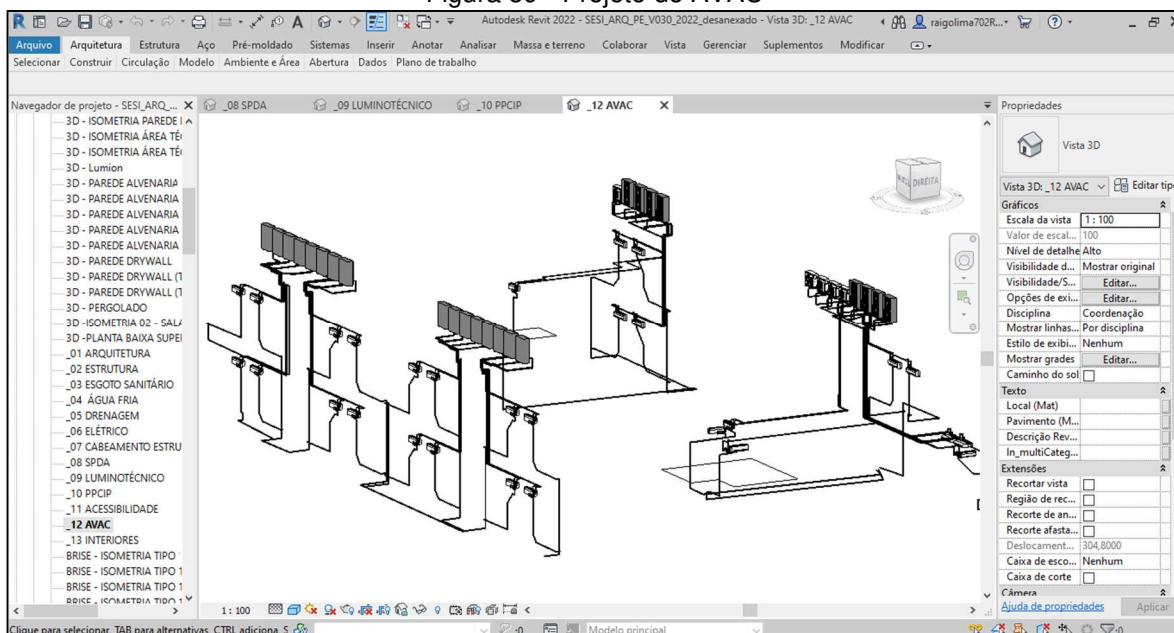 Autodesk Revit 2022 - SESI_ARQ_PE_V030_2022_desanexado - Vista 3D: _12 AVAC
raigolima702R...
Arquivo Arquitetura Estrutura Aço Pré-moldado Sistemas Inserir Anotar Analisar Massa e terreno Colaborar Vista Gerenciar Suplementos Modificar
Selecionar Construir Circulação Modelo Ambiente e Área Abertura Dados Plano de trabalho
Navegador de projeto - SESI_ARQ_...
_08 SPDA
_09 LUMINOTÉCNICO
_10 PPCIP
_12 AVAC
3D - ISOMETRIA PAREDE
3D - ISOMETRIA ÁREA TÉ
3D - ISOMETRIA ÁREA TÉ
3D - Lumion
3D - PAREDE ALVENARIA
3D - PAREDE ALVENARIA
3D - PAREDE ALVENARIA
3D - PAREDE ALVENARIA
3D - PAREDE ALVENARIA
3D - PAREDE DRYWALL
3D - PAREDE DRYWALL (T
3D - PAREDE DRYWALL (T
3D - PERGOLADO
3D -ISOMETRIA 02 - SALA
3D -PLANTA BAIXA SUPE
_01 ARQUITETURA
_02 ESTRUTURA
_03 ESGOTO SANITÁRIO
_04 ÁGUA FRIA
_05 DRENAGEM
_06 ELÉTRICO
_07 CABEAMENTO ESTRU
_08 SPDA
_09 LUMINOTÉCNICO
_10 PPCIP
_11 ACESSIBILIDADE
_12 AVAC
_13 INTERIORES
BRISE - ISOMETRIA TIPO
BRISE - ISOMETRIA TIPO 1
BRISE - ISOMETRIA TIPO 1
BRISE - ISOMETRIA TIPO 1
DIREITA
Propriedades
Vista 3D
Vista 3D: _12 AVAC Editar tipo
Gráficos
Escala da vista 1 : 100
Valor de escal... 100
Nível de detalhe Alto
Visibilidade d... Mostrar original
Visibilidade/S... Editar...
Opções de exi... Editar...
Disciplina Coordenação
Mostrar linhas... Por disciplina
Estilo de exibi... Nenhum
Mostrar grades Editar...
Caminho do sol
Texto
Local (Mat)
Pavimento (M...
Descrição Rev...
In_multiCateg...
Extensões
Recortar vista
Região de rec...
Recorte de an...
Recorte afasta...
Deslocament... 304,8000
Caixa de esco... Nenhum
Caixa de corte
Câmera
Ajuda de propriedades Aplicar
1 : 100
Clique para selecionar, TAB para alternativas, CTRL adiciona, S
:0
Modelo principal
:0